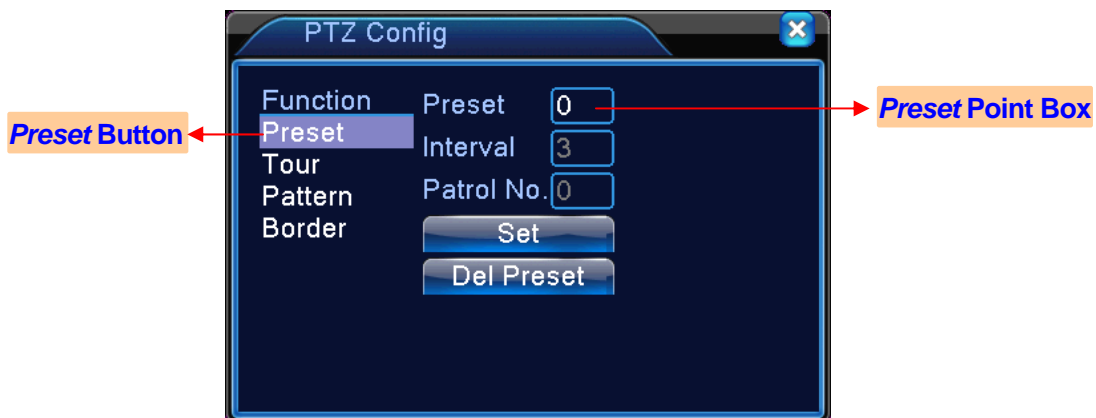 PTZ Config
Function
Preset
Tour
Pattern
Border
Preset 0
Interval 3
Patrol No. 0
Set
Del Preset
Preset Button
Preset Point Box